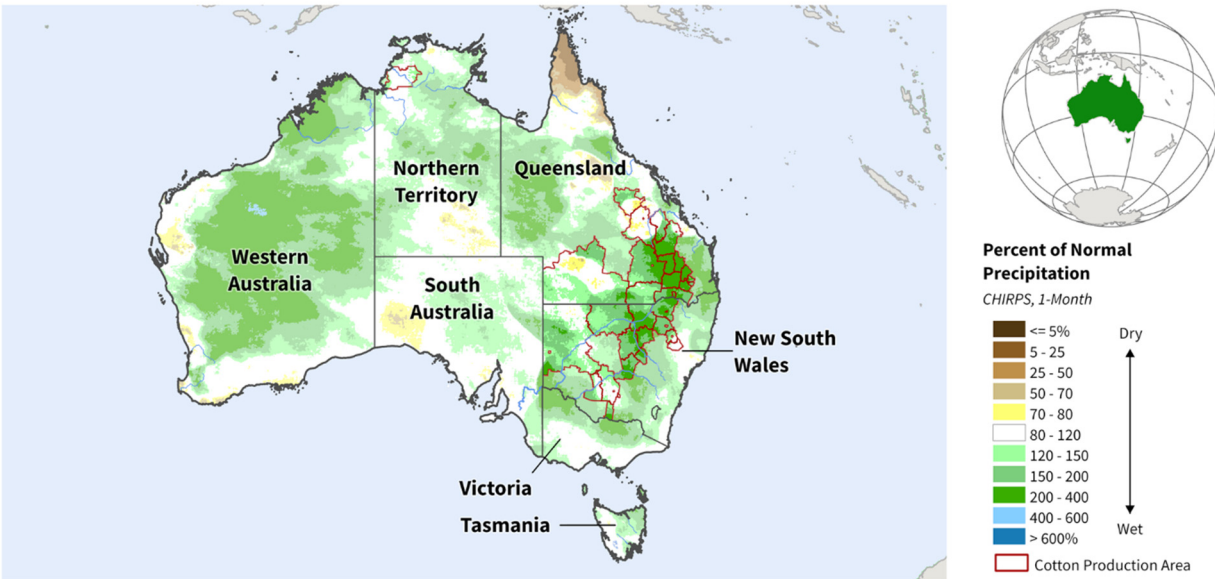 Northern
Territory
Queensland
Western
Australia
South
Australia
New South
Wales
Victoria
Tasmania
Percent of Normal
Precipitation
CHIRPS, 1-Month
<= 5%
5 - 25
25 - 50
50 - 70
70 - 80
80 - 120
120 - 150
150 - 200
200 - 400
400 - 600
> 600%
Dry
Wet
Cotton Production Area